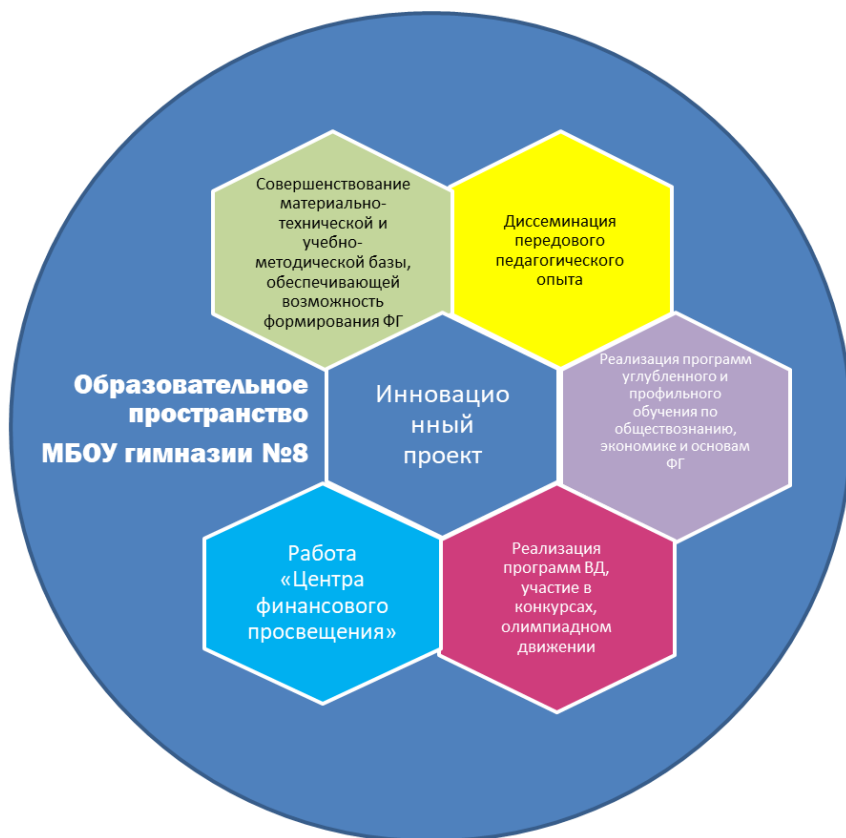 Совершенствование
материально-
технической и
учебно-
методической базы,
обеспечивающей
возможность
формирования ФГ
Диссеминация
передового
педагогического
опыта
Образовательное
пространство
МБОУ гимназии №8
Инновацио
нный
проект
Реализация программ
углубленного и
профильного
обучения по
обществознанию,
экономике и основам
ФГ
Работа
«Центра
финансового
просвещения»
Реализация
программ ВД,
участие в
конкурсах,
олимпиадном
движении